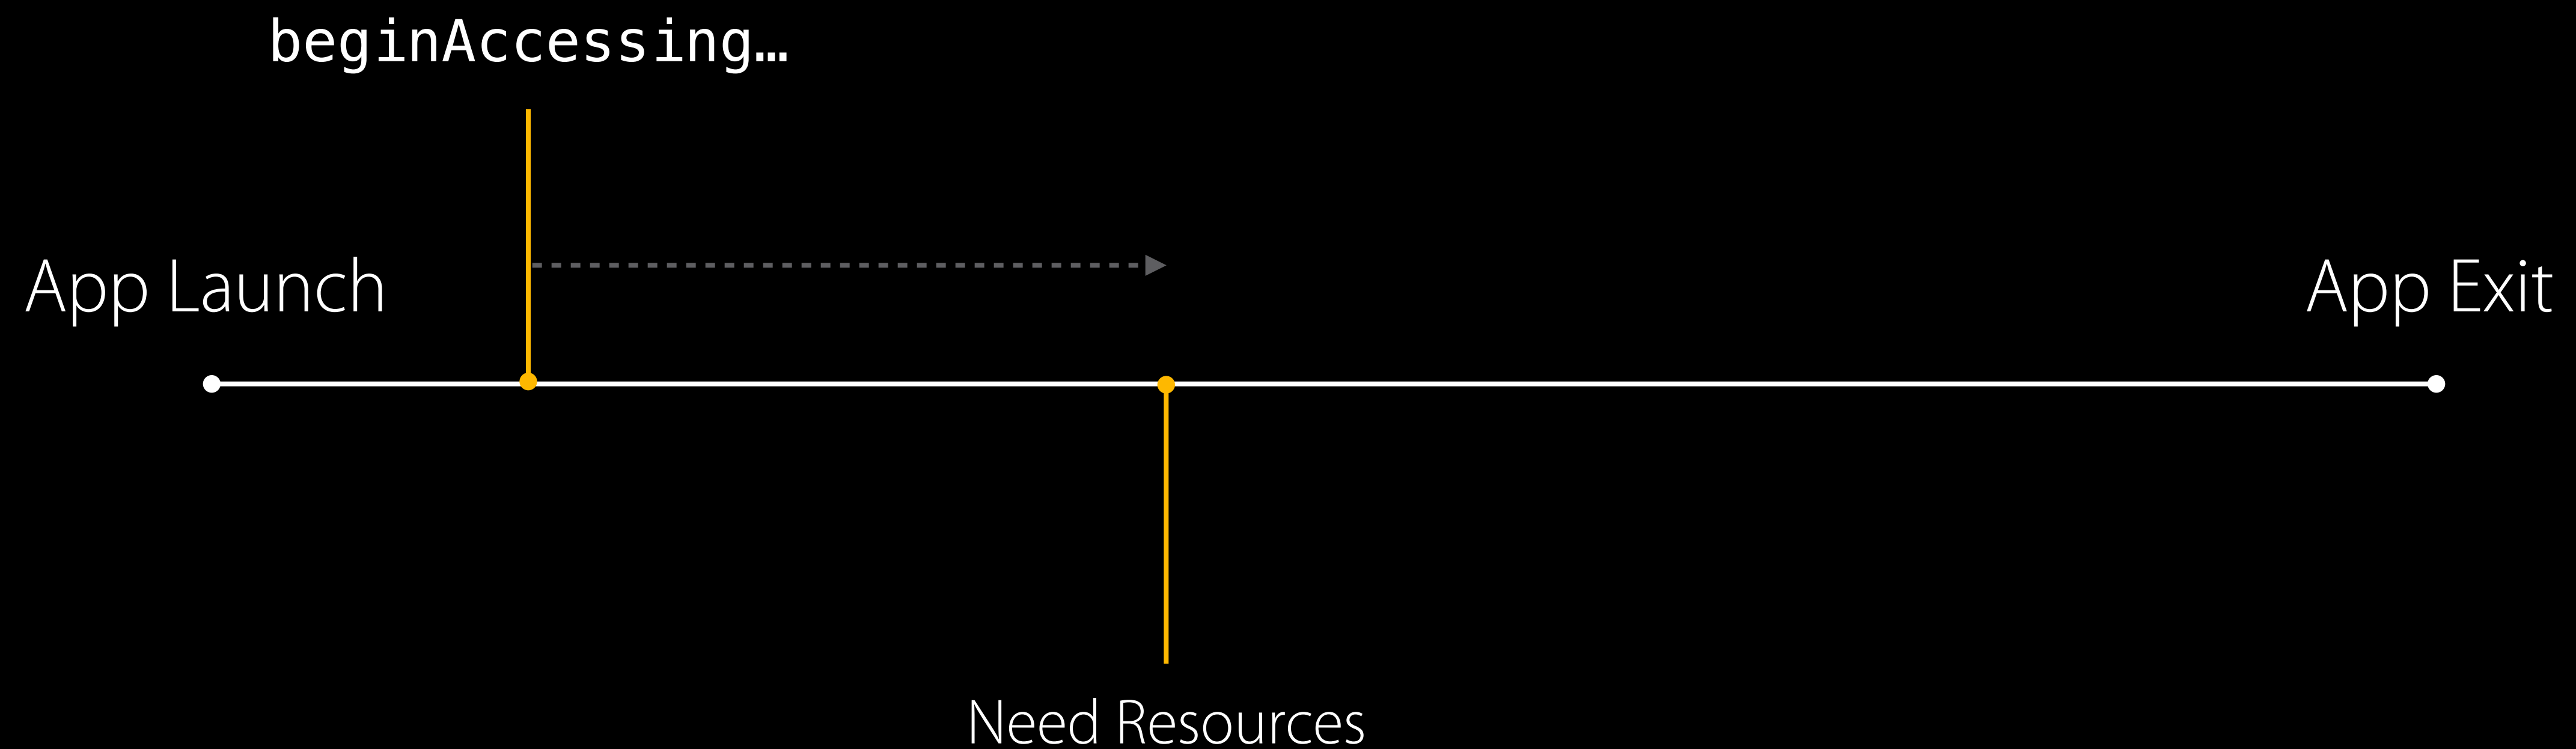 beginAccessing…
App Launch
App Exit
Need Resources